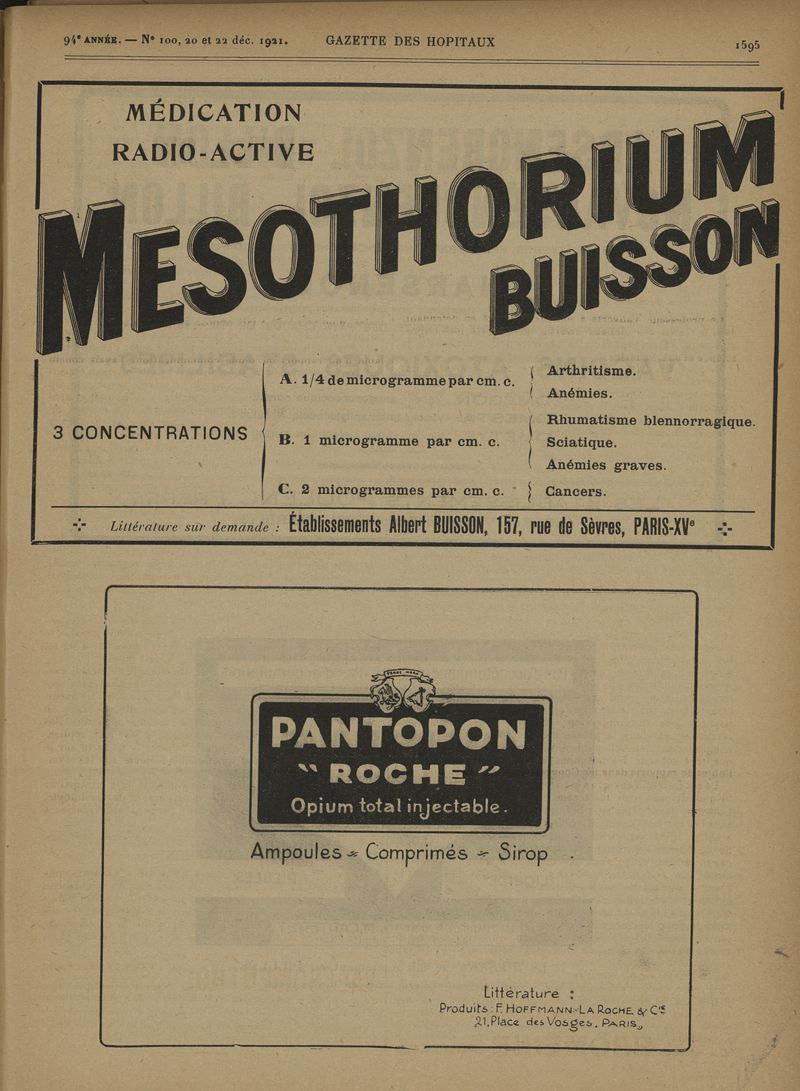 94e ANNÉE. — No 100, 20 et 22 déc. 1921. GAZETTE DES HOPITAUX 1595
MÉDICATION
RADIO-ACTIVE
MESOTHORIUM
BUISSON
3 CONCENTRATIONS
A. 1/4 de microgramme par cm. c.
Arthritisme.
Anémies.
B. 1 microgramme par cm. c.
Rhumatisme blennorragique.
Sciatique.
Anémies graves.
C. 2 microgrammes par cm. c.
Cancers.
Littérature sur demande : Établissements Albert BUISSON, 157, rue de Sèvres, PARIS-XVe
PANTOPON
"ROCHE"
Opium total injectable.
Ampoules - Comprimés - Sirop
Littérature :
Produits : F. HOFFMANN-LA ROCHE & Cie
21, Place des Vosges, PARIS